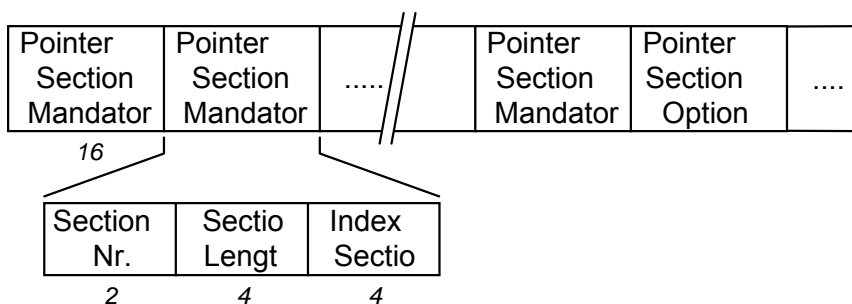 Pointer
Section
Mandator
Pointer
Section
Mandator
.....
Pointer
Section
Mandator
Pointer
Section
Option
....
16
Section
Nr.
Sectio
Lengt
Index
Sectio
2
4
4